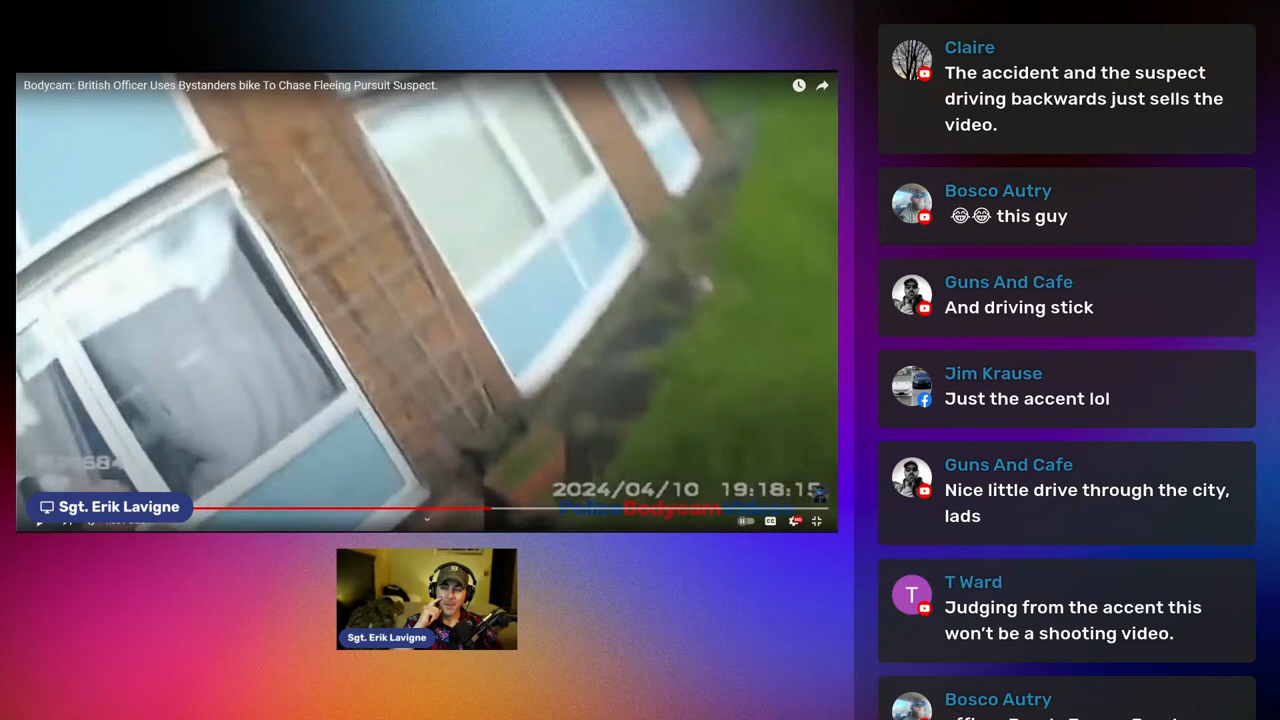 Bodycam: British Officer Uses Bystanders bike To Chase Fleeing Pursuit Suspect.
2024/04/10 19:18:15
PoliceBodycamVideos
Sgt. Erik Lavigne
Sgt. Erik Lavigne
Claire
The accident and the suspect
driving backwards just sells the
video.
Bosco Autry
😂😂 this guy
Guns And Cafe
And driving stick
Jim Krause
Just the accent lol
Guns And Cafe
Nice little drive through the city,
lads
T
T Ward
Judging from the accent this
won’t be a shooting video.
Bosco Autry